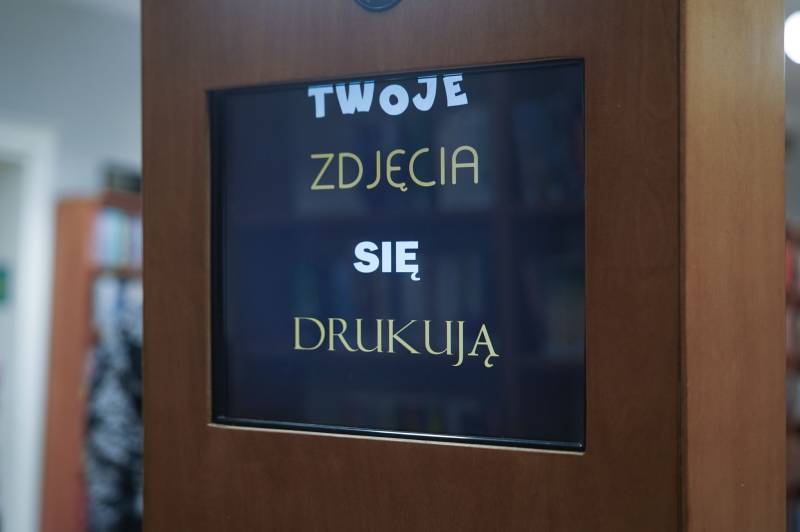 TWOJE
ZDJĘCIA
SIĘ
DRUKUJĄ